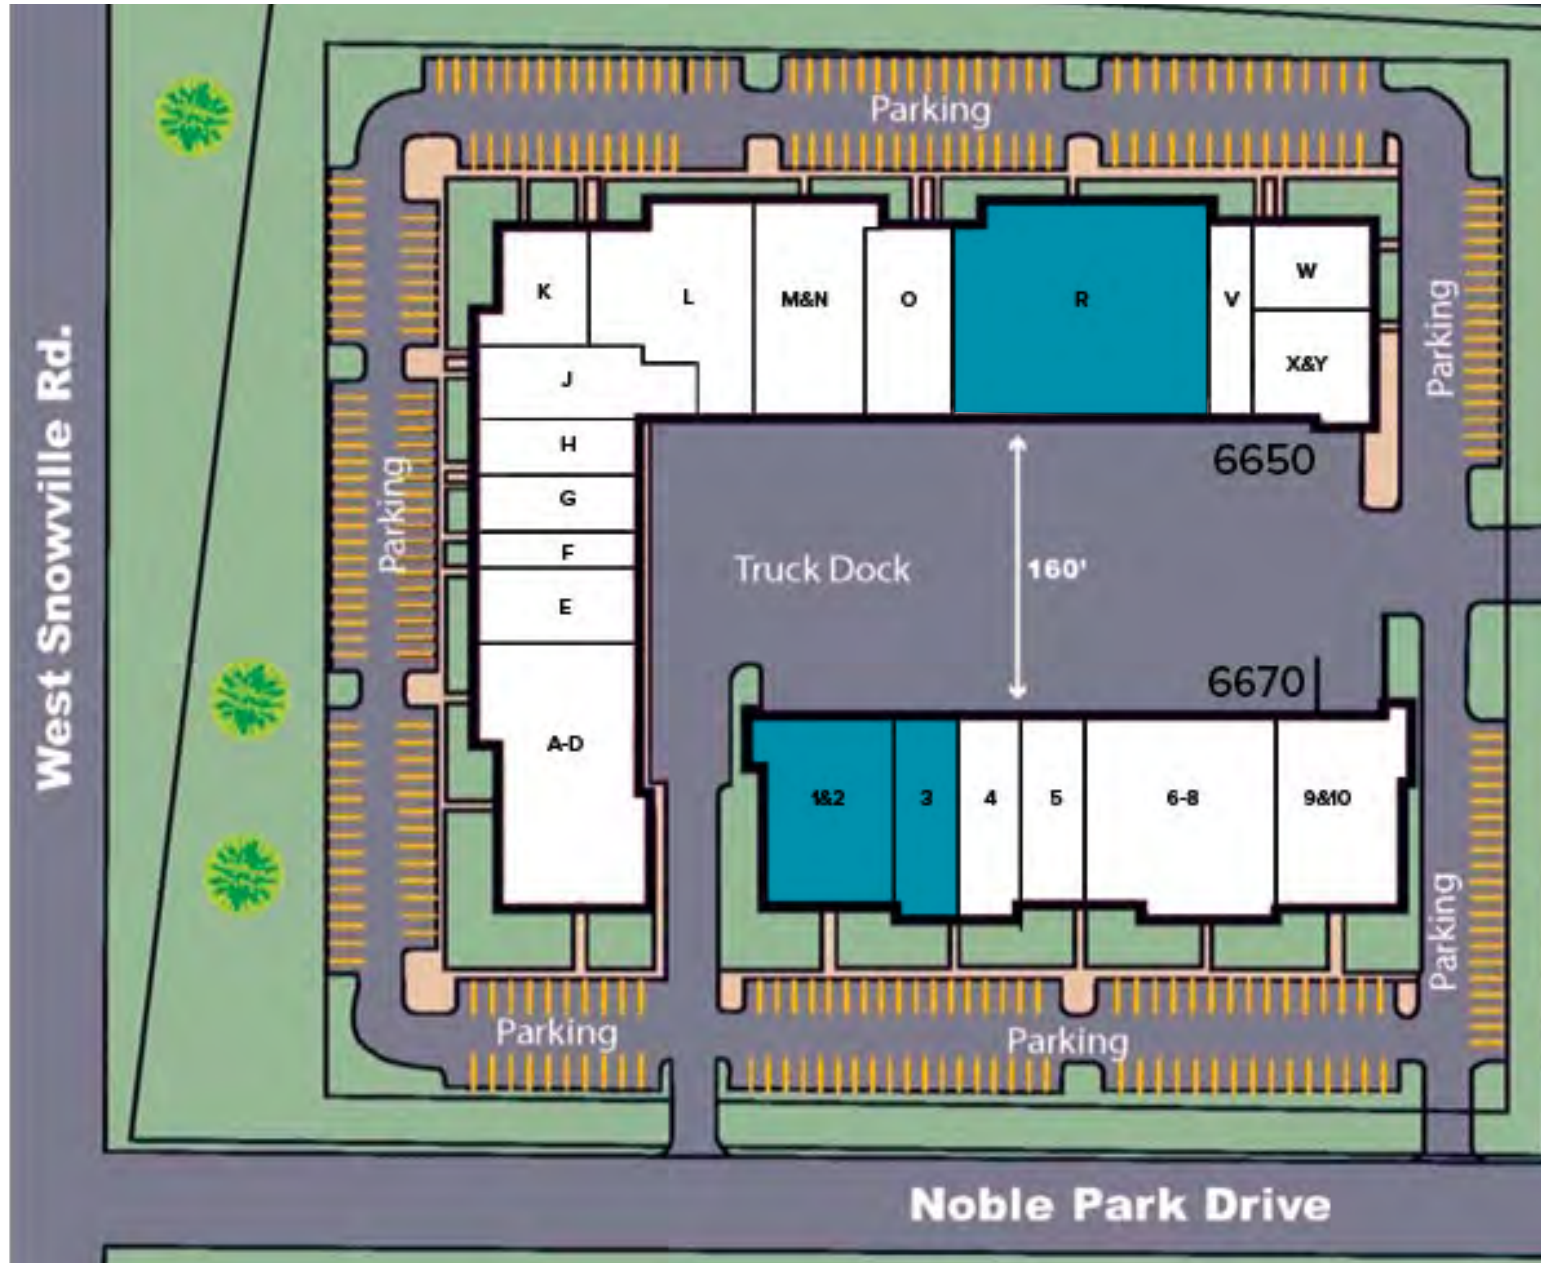 Parking
K
L
M&N
O
R
V
W
X&Y
J
H
G
F
E
A-D
6650
Parking
Parking
Truck Dock
160'
6670
1&2
3
4
5
6-8
9&10
Parking
Parking
Parking
West Snowville Rd.
Noble Park Drive